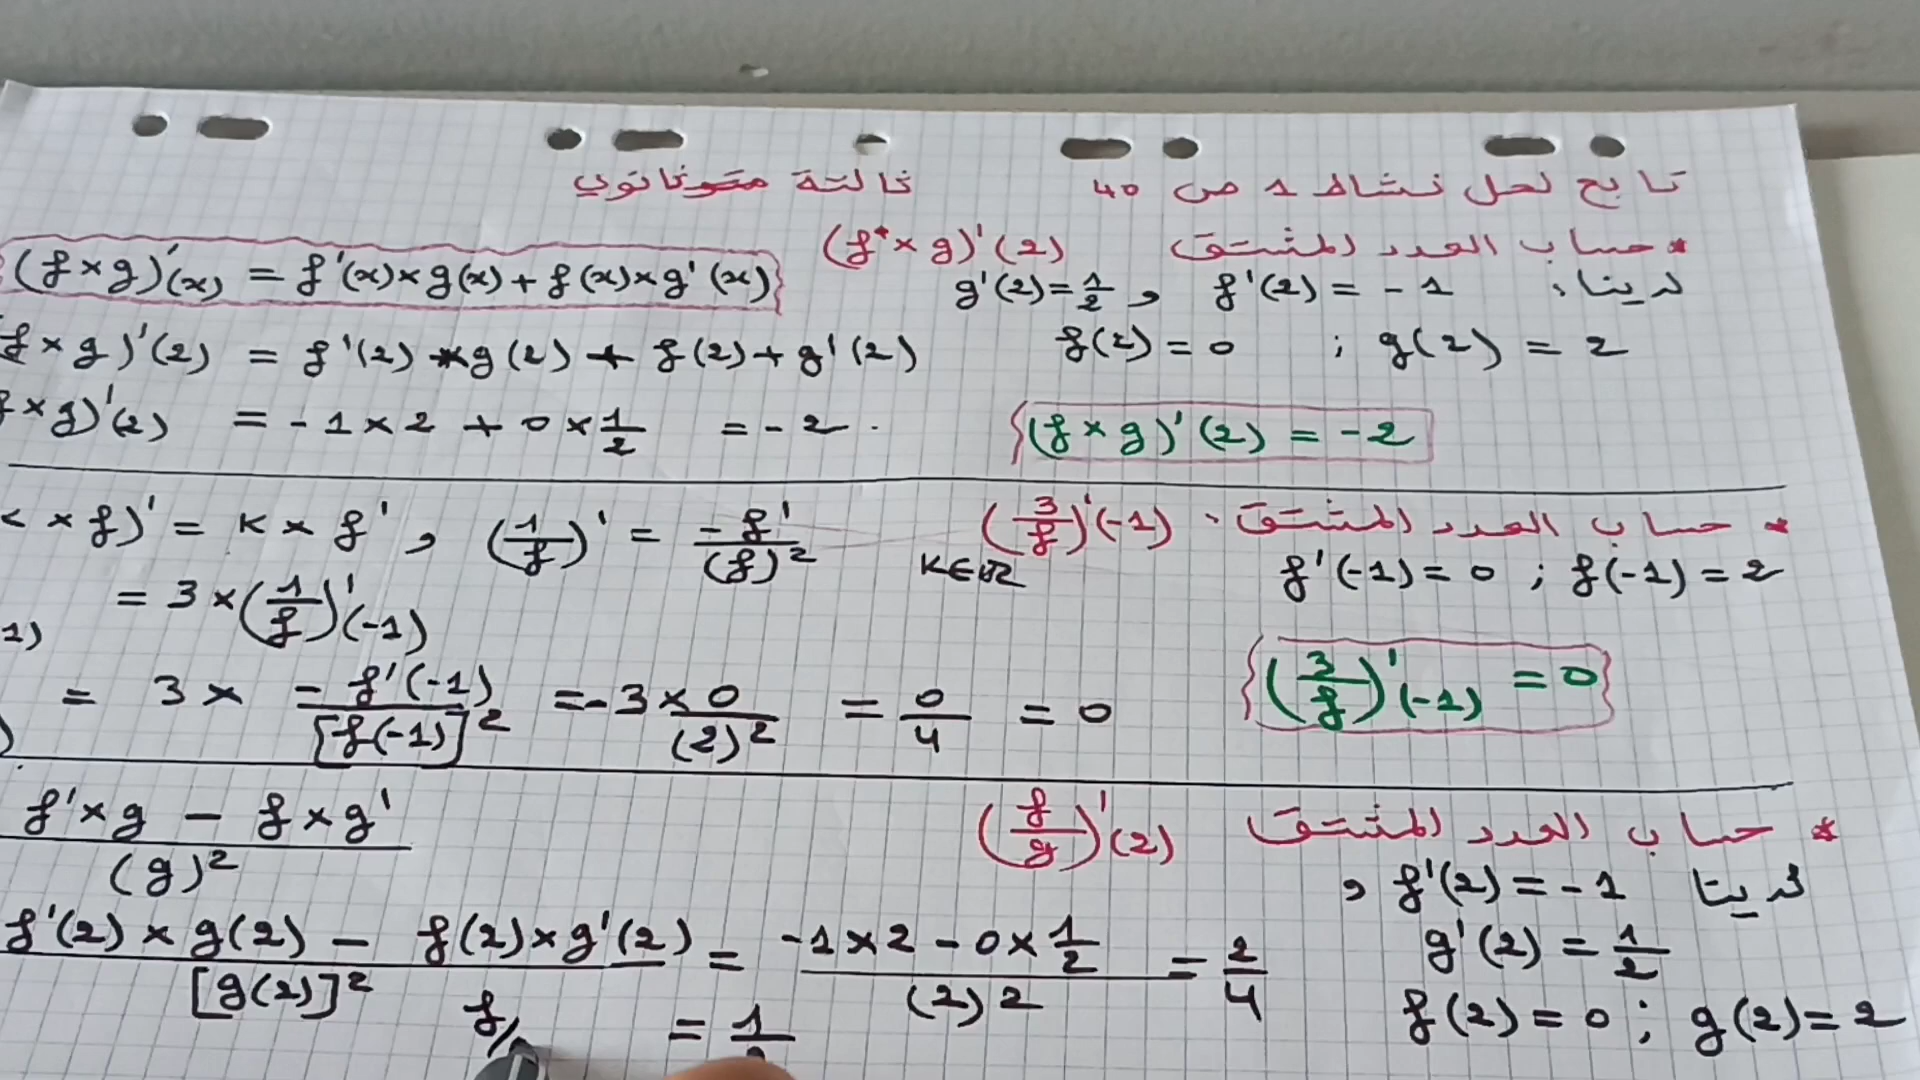 تابع لحل نشاط 1 ص 40 ثالثة ثانوي
* حساب العدد المشتق (f × g)'(2)
(f × g)'(x) = f'(x) × g(x) + f(x) × g'(x)
لدينا: f'(2) = -1 و g'(2) = 1/2
f(2) = 0 ; g(2) = 2
f × g)'(2) = f'(2) × g(2) + f(2) + g'(2)
× g)'(2) = -1 × 2 + 0 × 1/2 = -2.
(f × g)'(2) = -2
* حساب العدد المشتق. (3/f)'(-1)
× f)' = K × f' , (1/f)' = -f'/(f)² K∈ℝ
f'(-1) = 0 ; f(-1) = 2
= 3 × (1/f)'(-1)
1)
= 3 × -f'(-1)/[f(-1)]² = -3 × 0/(2)² = 0/4 = 0
(3/f)'(-1) = 0
* حساب العدد المشتق (f/g)'(2)
f' × g - f × g'/(g)²
لدينا f'(2) = -1 ,
g'(2) = 1/2
f(2) = 0 ; g(2) = 2
f'(2) × g(2) - f(2) × g'(2)/[g(2)]² = -1 × 2 - 0 × 1/2/(2)2 = 2/4
f/ = 1